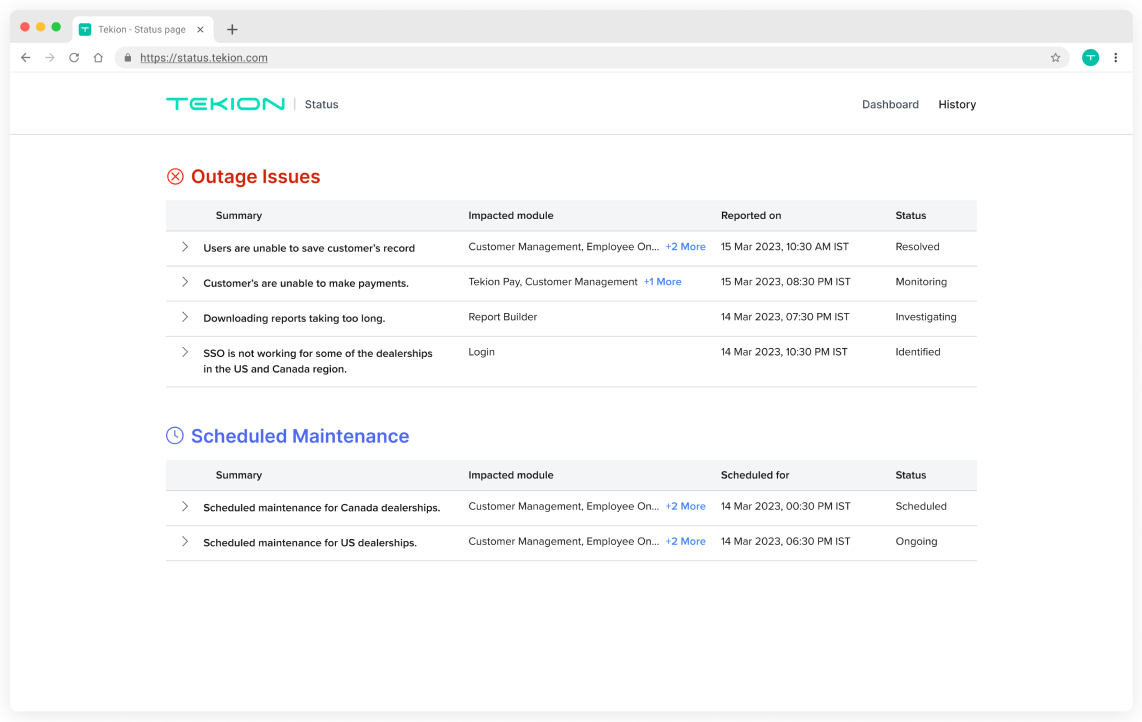 Tekion - Status page
https://status.tekion.com
TEKION | Status
Dashboard History
Outage Issues
Summary Impacted module Reported on Status
Users are unable to save customer's record Customer Management, Employee On... +2 More 15 Mar 2023, 10:30 AM IST Resolved
Customer's are unable to make payments. Tekion Pay, Customer Management +1 More 15 Mar 2023, 08:30 PM IST Monitoring
Downloading reports taking too long. Report Builder 14 Mar 2023, 07:30 PM IST Investigating
SSO is not working for some of the dealerships Login 14 Mar 2023, 10:30 PM IST Identified
in the US and Canada region.
Scheduled Maintenance
Summary Impacted module Scheduled for Status
Scheduled maintenance for Canada dealerships. Customer Management, Employee On... +2 More 14 Mar 2023, 00:30 PM IST Scheduled
Scheduled maintenance for US dealerships. Customer Management, Employee On... +2 More 14 Mar 2023, 06:30 PM IST Ongoing